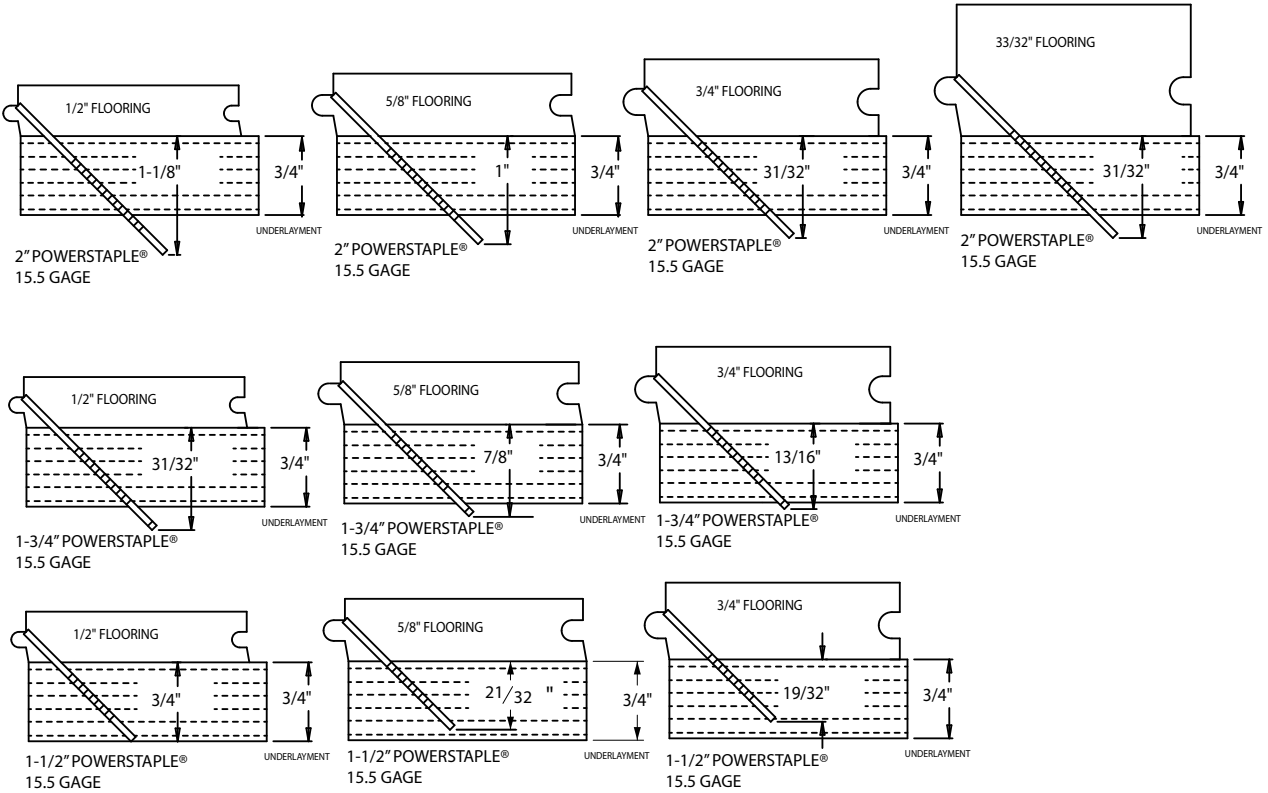 33/32" FLOORING
1/2" FLOORING
5/8" FLOORING
3/4" FLOORING
1-1/8"
3/4"
1"
3/4"
31/32"
3/4"
31/32"
3/4"
UNDERLAYMENT
UNDERLAYMENT
UNDERLAYMENT
UNDERLAYMENT
2” POWERSTAPLE®
15.5 GAGE
2” POWERSTAPLE®
15.5 GAGE
2” POWERSTAPLE®
15.5 GAGE
2” POWERSTAPLE®
15.5 GAGE
1/2" FLOORING
5/8" FLOORING
3/4" FLOORING
31/32"
3/4"
7/8"
3/4"
13/16"
3/4"
UNDERLAYMENT
UNDERLAYMENT
UNDERLAYMENT
1-3/4” POWERSTAPLE®
15.5 GAGE
1-3/4” POWERSTAPLE®
15.5 GAGE
1-3/4” POWERSTAPLE®
15.5 GAGE
1/2" FLOORING
5/8" FLOORING
3/4" FLOORING
3/4"
3/4"
21/32 "
3/4"
19/32"
3/4"
UNDERLAYMENT
UNDERLAYMENT
UNDERLAYMENT
1-1/2” POWERSTAPLE®
15.5 GAGE
1-1/2” POWERSTAPLE®
15.5 GAGE
1-1/2” POWERSTAPLE®
15.5 GAGE